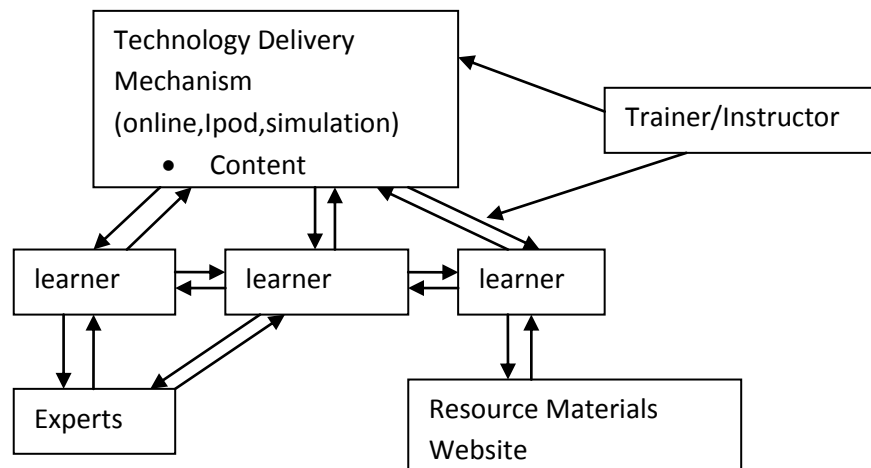 Technology Delivery
Mechanism
(online,Ipod,simulation)
• Content
Trainer/Instructor
learner
learner
learner
Experts
Resource Materials
Website